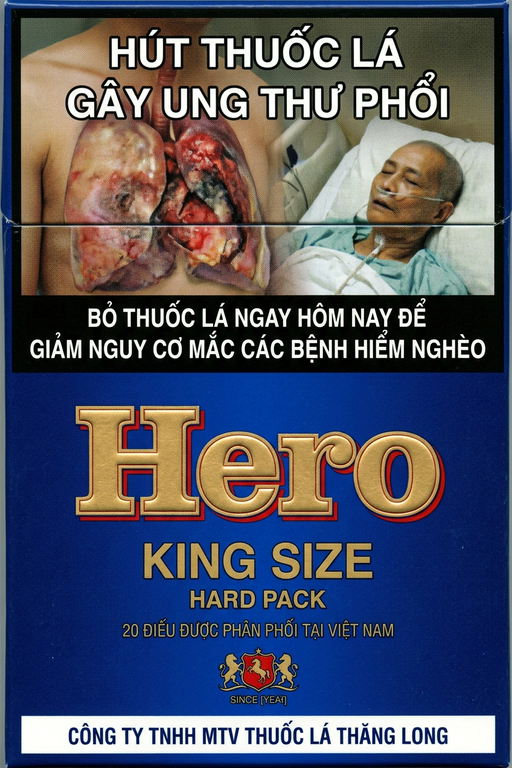 HÚT THUỐC LÁ
GÂY UNG THƯ PHỔI
BỎ THUỐC LÁ NGAY HÔM NAY ĐỂ
GIẢM NGUY CƠ MẮC CÁC BỆNH HIỂM NGHÈO
Hero
KING SIZE
HARD PACK
20 ĐIẾU ĐƯỢC PHÂN PHỐI TẠI VIỆT NAM
SINCE
CÔNG TY TNHH MTV THUỐC LÁ THĂNG LONG